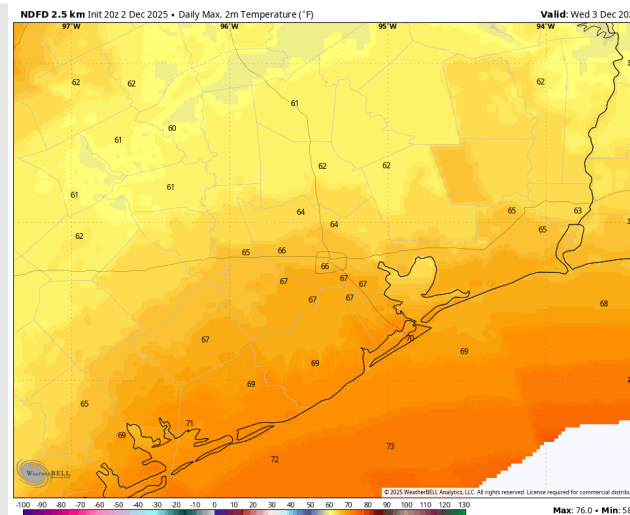 NDFD 2.5 km Init 20z 2 Dec 2025 • Daily Max. 2m Temperature (°F)
Valid: Wed 3 Dec 202
97°W 96°W 95°W 94°W
62 62 62
61
60
61
62 62
61
61
64 65 63
64 65
62
65 66
66
67 67 67
67 67
68
67 70
69
69
69
65
71
69
72 73
WeatherBELL
© 2025 WeatherBELL Analytics, LLC. All rights reserved. License required for commercial distribu
-100 -90 -80 -70 -60 -50 -40 -30 -20 -10 0 10 20 30 40 50 60 70 80 90 100 110 120 130
Max: 76.0 • Min: 58